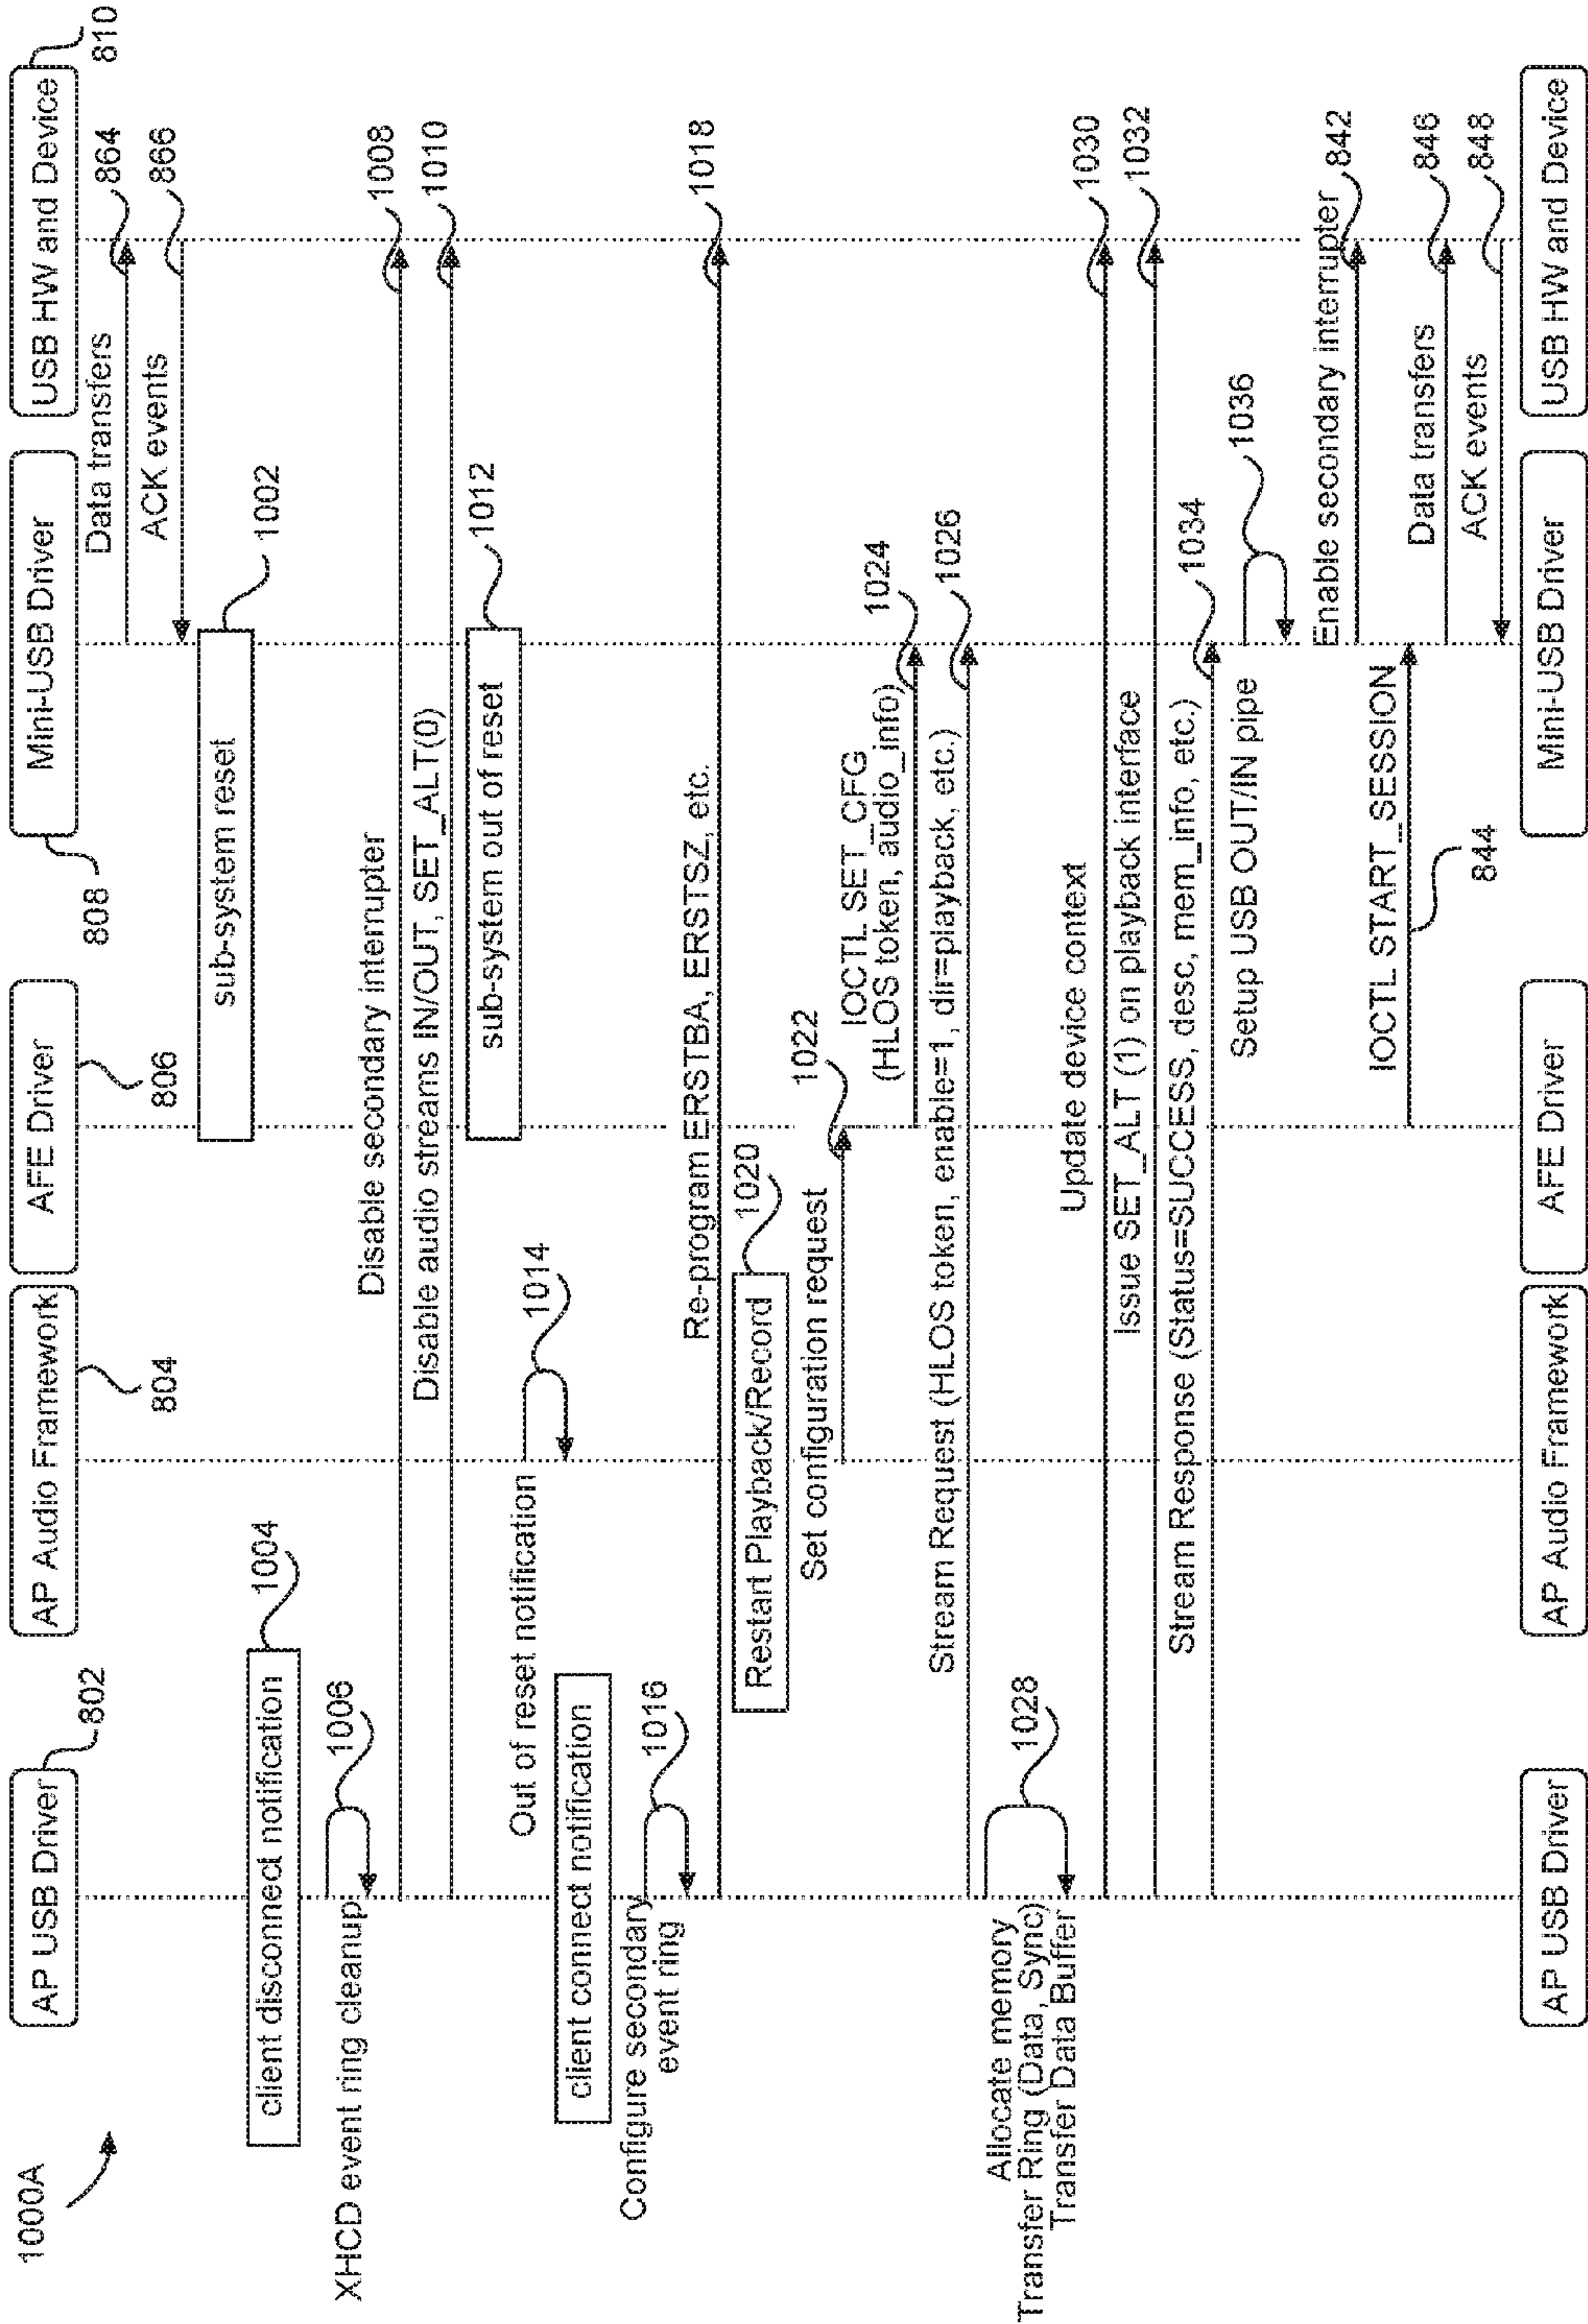 1000A
AP USB Driver
802
AP Audio Framework
804
AFE Driver
806
Mini-USB Driver
808
USB HW and Device
810
Data transfers
864
ACK events
866
sub-system reset
1002
client disconnect notification
1004
XHCD event ring cleanup
1006
Disable secondary interrupter
1008
Disable audio streams IN/OUT, SET_ALT(0)
1010
sub-system out of reset
1012
Out of reset notification
1014
client connect notification
Configure secondary
event ring
1016
Re-program ERSTBA, ERSTSZ, etc.
1018
Restart Playback/Record
1020
Set configuration request
1022
IOCTL SET_CFG
(HLOS token, audio_info)
1024
Stream Request (HLOS token, enable=1, dir=playback, etc.)
1026
Allocate memory
Transfer Ring (Data, Sync)
Transfer Data Buffer
1028
Update device context
1030
Issue SET_ALT (1) on playback interface
1032
Stream Response (Status=SUCCESS, desc, mem_info, etc.)
1034
Setup USB OUT/IN pipe
1036
Enable secondary interrupter
842
IOCTL START_SESSION
844
Data transfers
846
ACK events
848
AP USB Driver
AP Audio Framework
AFE Driver
Mini-USB Driver
USB HW and Device